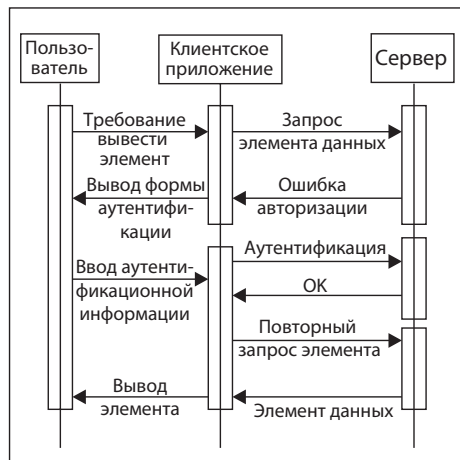 Пользо-
ватель
Клиентское
приложение
Сервер
Требование
вывести
элемент
Запрос
элемента данных
Вывод формы
аутентифи-
кации
Ошибка
авторизации
Аутентификация
Ввод аутенти-
фикационной
информации
OK
Повторный
запрос элемента
Вывод
элемента
Элемент данных